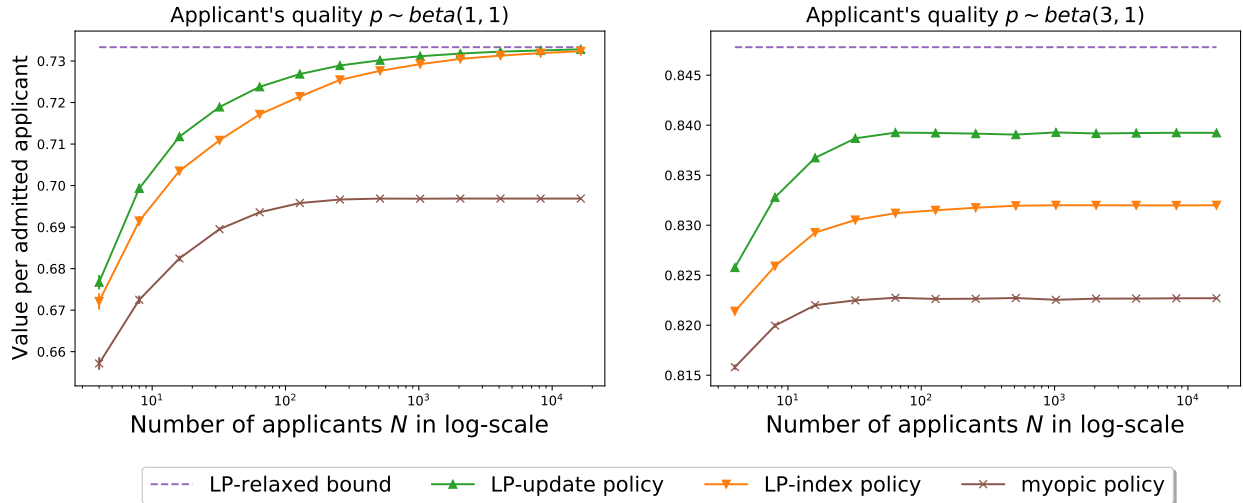 Applicant's quality p ~ beta(1, 1)
Value per admitted applicant
0.73
0.72
0.71
0.70
0.69
0.68
0.67
0.66
10¹
10²
10³
10⁴
Number of applicants N in log-scale
Applicant's quality p ~ beta(3, 1)
0.845
0.840
0.835
0.830
0.825
0.820
0.815
10¹
10²
10³
10⁴
Number of applicants N in log-scale
LP-relaxed bound
LP-update policy
LP-index policy
myopic policy